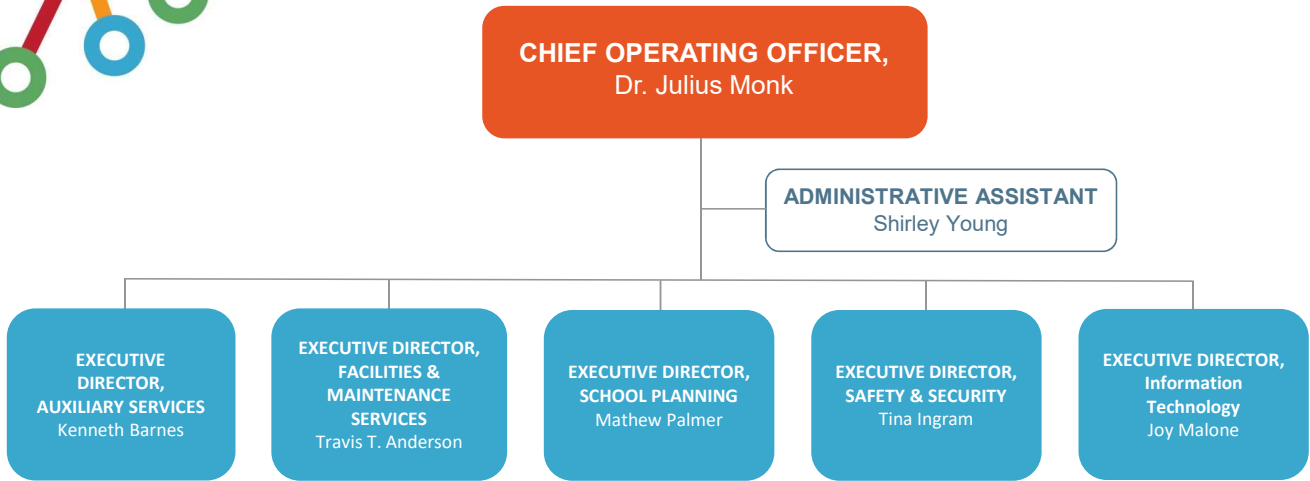 CHIEF OPERATING OFFICER,
Dr. Julius Monk
ADMINISTRATIVE ASSISTANT
Shirley Young
EXECUTIVE
DIRECTOR,
AUXILIARY SERVICES
Kenneth Barnes
EXECUTIVE DIRECTOR,
FACILITIES &
MAINTENANCE
SERVICES
Travis T. Anderson
EXECUTIVE DIRECTOR,
SCHOOL PLANNING
Mathew Palmer
EXECUTIVE DIRECTOR,
SAFETY & SECURITY
Tina Ingram
EXECUTIVE DIRECTOR,
Information
Technology
Joy Malone